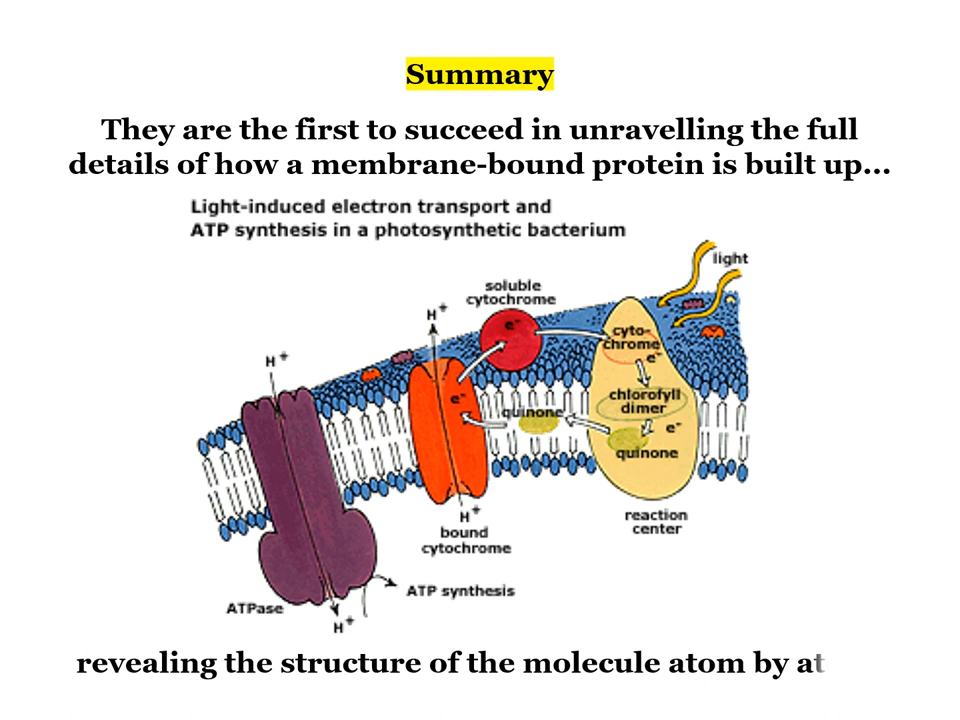 Summary
They are the first to succeed in unravelling the full
details of how a membrane-bound protein is built up...
Light-induced electron transport and
ATP synthesis in a photosynthetic bacterium
light
soluble
cytochrome
H+
e-
cyto-
chrome
e-
H+
chlorofyll
dimer
e-
quinone
e-
quinone
H+
bound
cytochrome
reaction
center
ATP synthesis
ATPase
H+
revealing the structure of the molecule atom by at